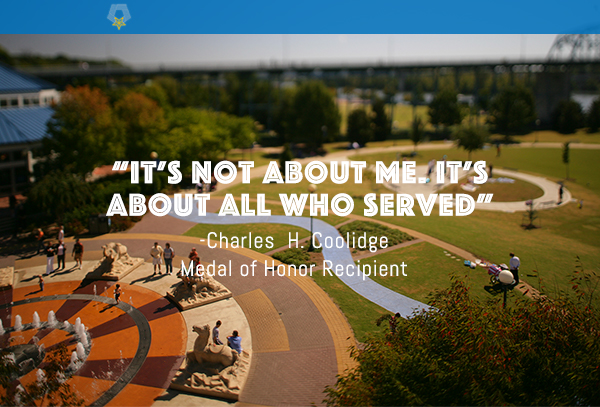 “IT’S NOT ABOUT ME. IT’S
ABOUT ALL WHO SERVED”
-Charles H. Coolidge
Medal of Honor Recipient